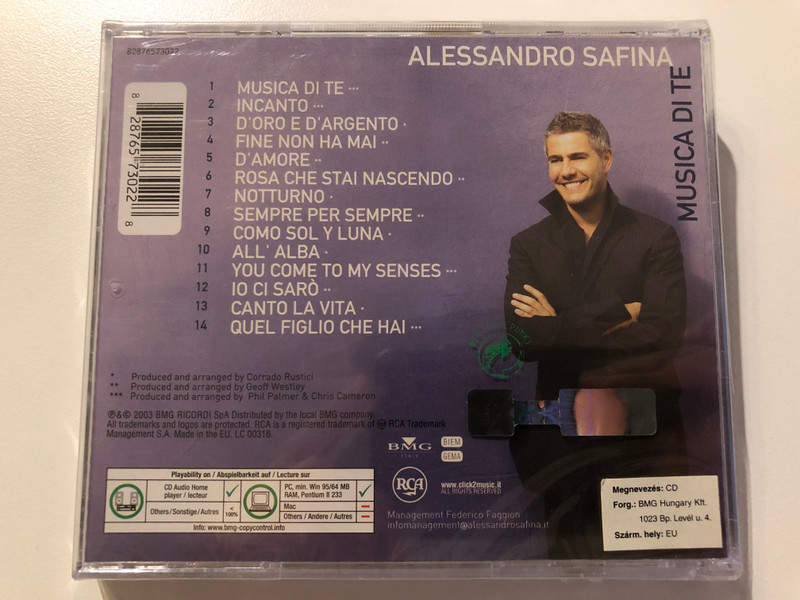 82876573022
ALESSANDRO SAFINA
MUSICA DI TE
8 28765 73022 8
1 MUSICA DI TE ...
2 INCANTO ...
3 D'ORO E D'ARGENTO .
4 FINE NON HA MAI ..
5 D'AMORE ..
6 ROSA CHE STAI NASCENDO ..
7 NOTTURNO .
8 SEMPRE PER SEMPRE ..
9 COMO SOL Y LUNA .
10 ALL' ALBA .
11 YOU COME TO MY SENSES ...
12 IO CI SARÒ ..
13 CANTO LA VITA .
14 QUEL FIGLIO CHE HAI ...
* Produced and arranged by Corrado Rustici
** Produced and arranged by Geoff Westley
*** Produced and arranged by Phil Palmer & Chris Cameron
℗&© 2003 BMG RICORDI SpA Distributed by the local BMG company.
All trademarks and logos are protected. RCA is a registered trademark of RCA Trademark
Management S.A. Made in the EU. LC 00316.
BMG
BIEM
GEMA
Playability on / Abspielbarkeit auf / Lecture sur
CD Audio Home
player / lecteur
Others/Sonstige/Autres
< 100%
PC, min. Win 95/64 MB
RAM, Pentium II 233
Mac
Others / Andere / Autres
Info: www.bmg-copycontrol.info
RCA
www.click2music.it
ALL RIGHTS RESERVED
Management Federico Faggion
infomanagement@alessandrosafina.it
Megnevezés: CD
Forg.: BMG Hungary Kft.
1023 Bp. Levél u. 4.
Szárm. hely: EU